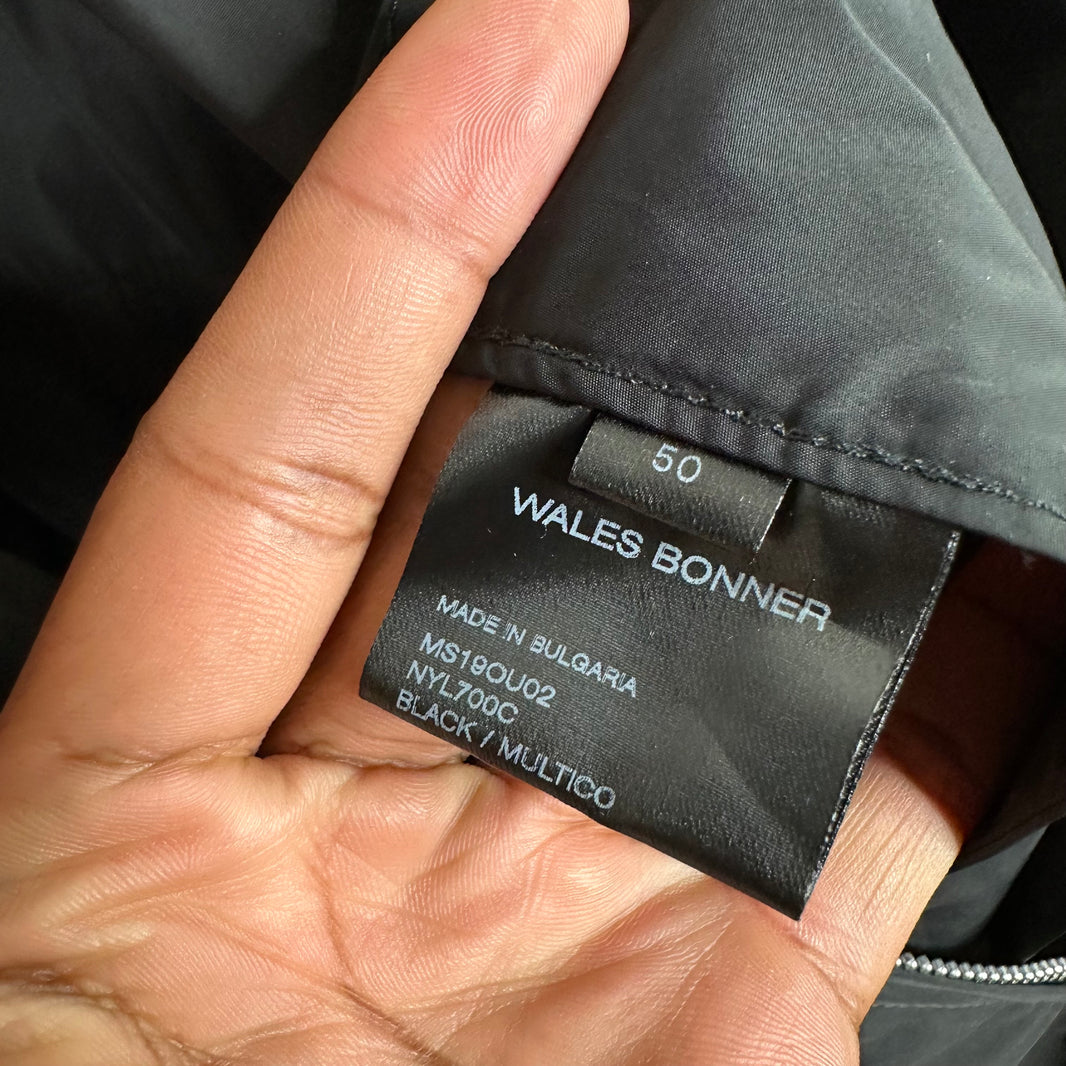 50
WALES BONNER
MADE IN BULGARIA
MS19OU02
NYL700C
BLACK / MULTICO